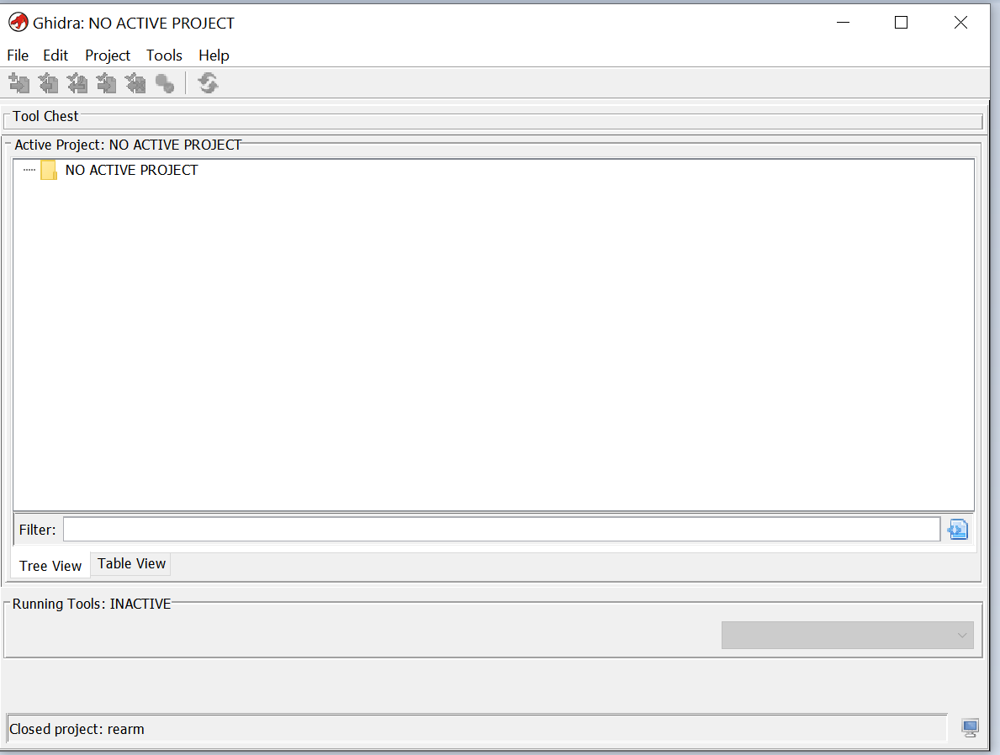 Ghidra: NO ACTIVE PROJECT
File Edit Project Tools Help
Tool Chest
Active Project: NO ACTIVE PROJECT
NO ACTIVE PROJECT
Filter:
Tree View Table View
Running Tools: INACTIVE
Closed project: rearm